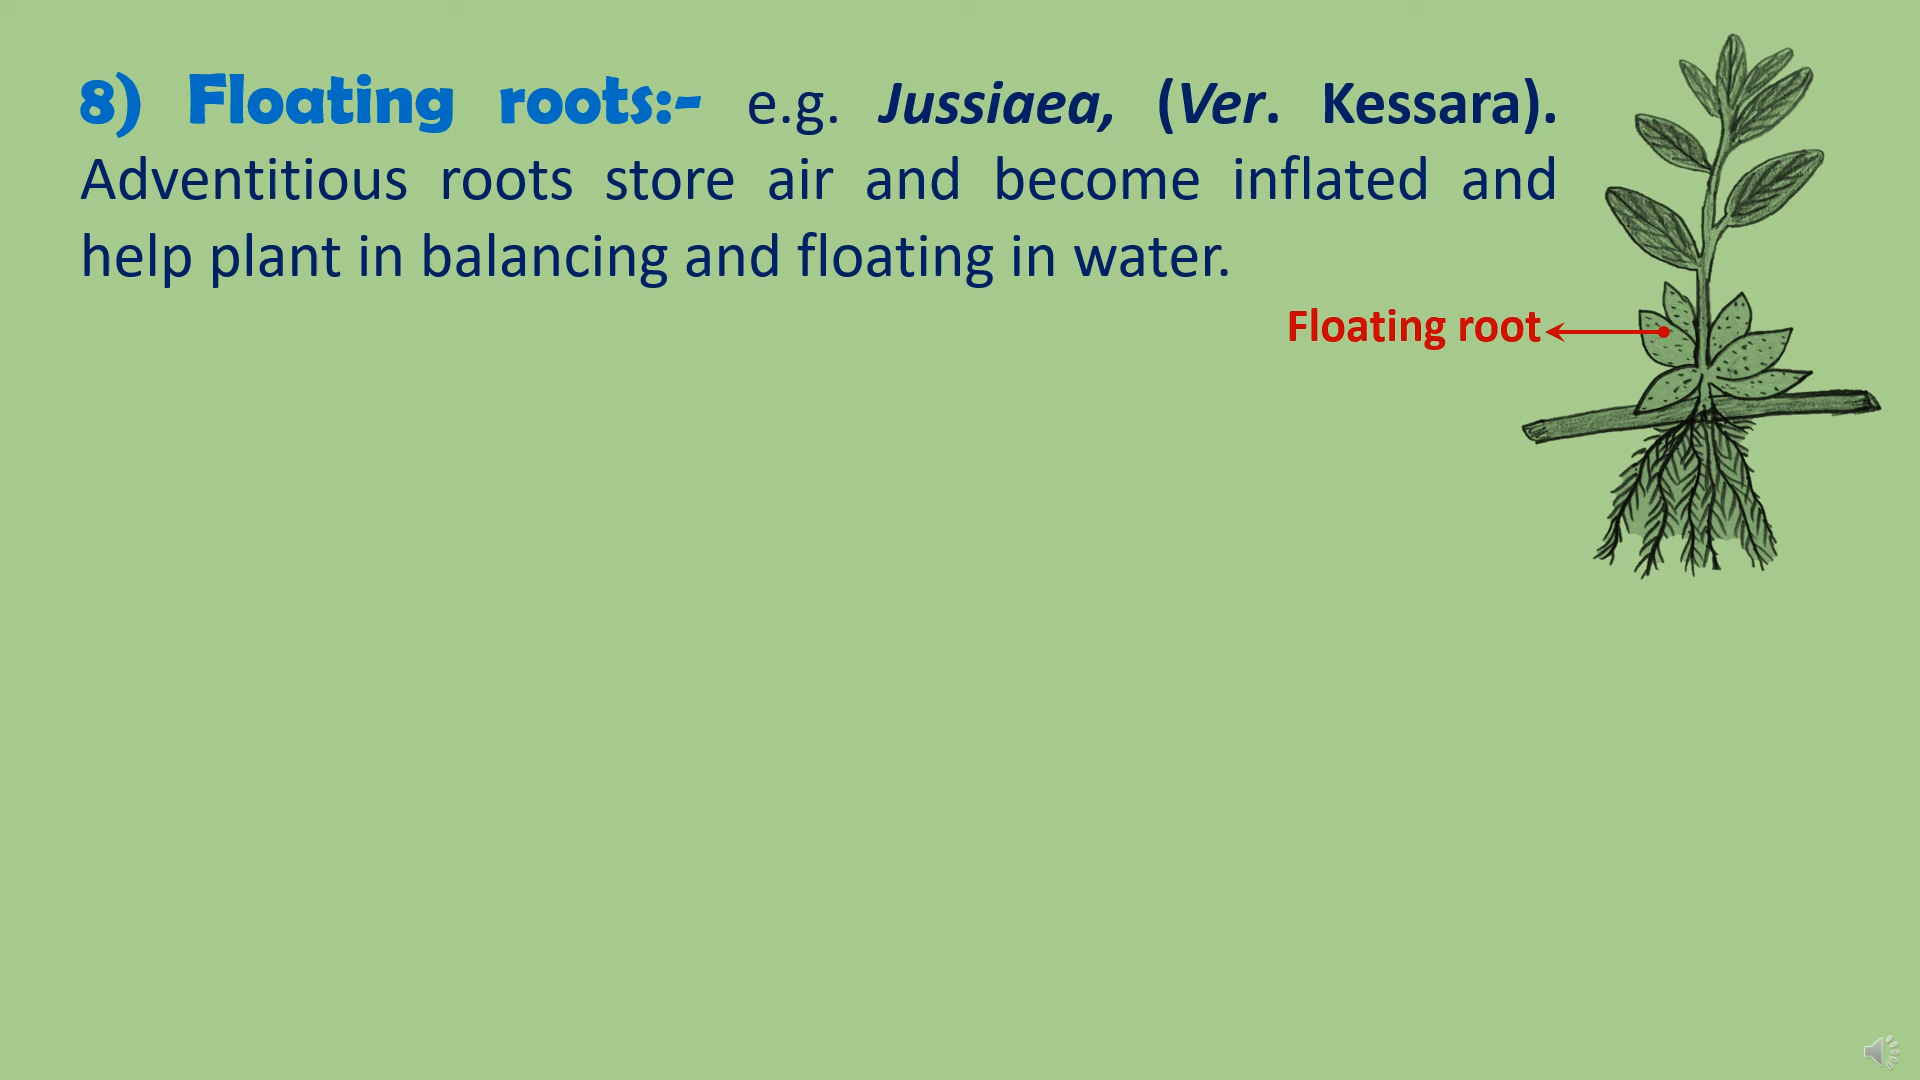 8) Floating roots:- e.g. Jussiaea, (Ver. Kessara).
Adventitious roots store air and become inflated and
help plant in balancing and floating in water.
Floating root